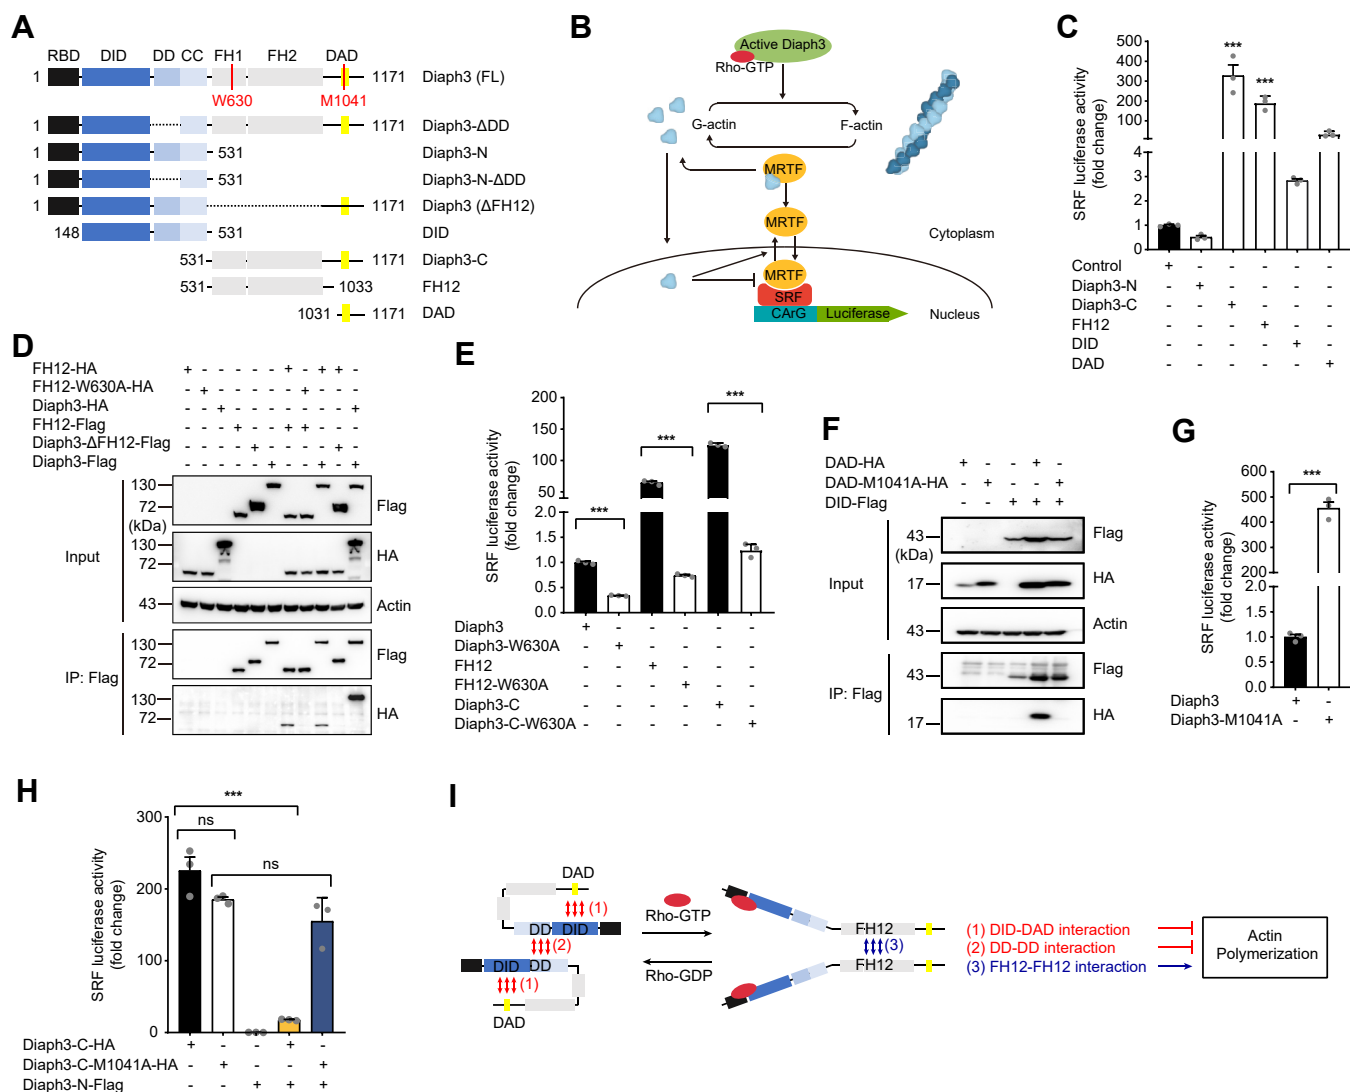 A
RBD DID DD CC FH1 FH2 DAD
1 1171 Diaph3 (FL)
W630 M1041
1 1171 Diaph3-ΔDD
1 531 Diaph3-N
1 531 Diaph3-N-ΔDD
1 1171 Diaph3 (ΔFH12)
148 531 DID
531 1171 Diaph3-C
531 1033 FH12
1031 1171 DAD
B
Active Diaph3
Rho-GTP
G-actin F-actin
MRTF
MRTF
Cytoplasm
MRTF
SRF
CArG Luciferase
Nucleus
C
SRF luciferase activity
(fold change)
500
400
300
200
100
4
3
2
1
0
*** ***
Control + - - - - -
Diaph3-N - + - - - -
Diaph3-C - - + - - -
FH12 - - - + - -
DID - - - - + -
DAD - - - - - +
D
FH12-HA + - - - - - + - + + -
FH12-W630A-HA - + - - - - - + - - -
Diaph3-HA - - + - - - - - - - +
FH12-Flag - - - + - - + + - - -
Diaph3-ΔFH12-Flag - - - - + - - - - + -
Diaph3-Flag - - - - - + - - + - +
Input
130
72
(kDa)
Flag
130
72
HA
43
Actin
IP: Flag
130
72
Flag
130
72
HA
E
SRF luciferase activity
(fold change)
150
100
50
2.0
1.5
1.0
0.5
0.0
*** *** ***
Diaph3 + - - - - -
Diaph3-W630A - + - - - -
FH12 - - + - - -
FH12-W630A - - - + - -
Diaph3-C - - - - + -
Diaph3-C-W630A - - - - - +
F
DAD-HA + - - + -
DAD-M1041A-HA - + - - +
DID-Flag - - + + +
Input
43
(kDa)
Flag
17
HA
43
Actin
IP: Flag
43
Flag
17
HA
G
SRF luciferase activity
(fold change)
600
500
400
300
200
100
1.5
1.0
0.5
0.0
***
Diaph3 + -
Diaph3-M1041A - +
H
SRF luciferase activity
(fold change)
300
200
100
0
***
ns
ns
Diaph3-C-HA + - - + -
Diaph3-C-M1041A-HA - + - - +
Diaph3-N-Flag - - + + +
I
DAD
(1)
DD DID
(2)
DID DD
(1)
DAD
Rho-GTP
Rho-GDP
FH12
(3)
FH12
(1) DID-DAD interaction
(2) DD-DD interaction
(3) FH12-FH12 interaction
Actin
Polymerization